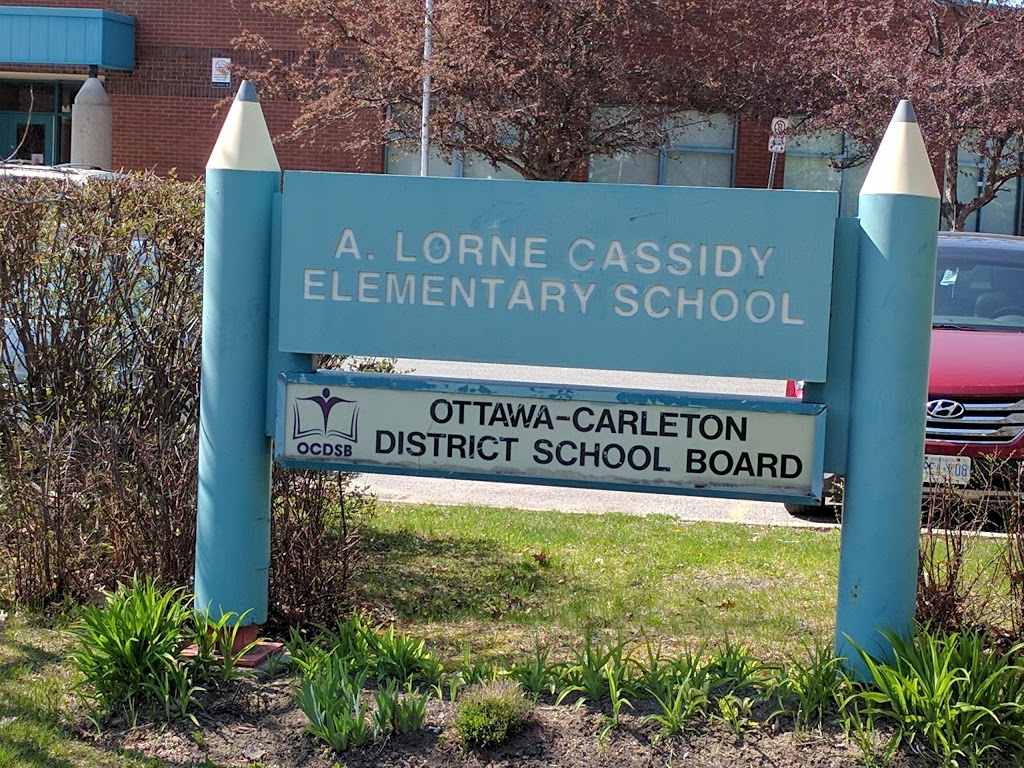 A. LORNE CASSIDY
ELEMENTARY SCHOOL
OTTAWA-CARLETON
DISTRICT SCHOOL BOARD
OCDSB